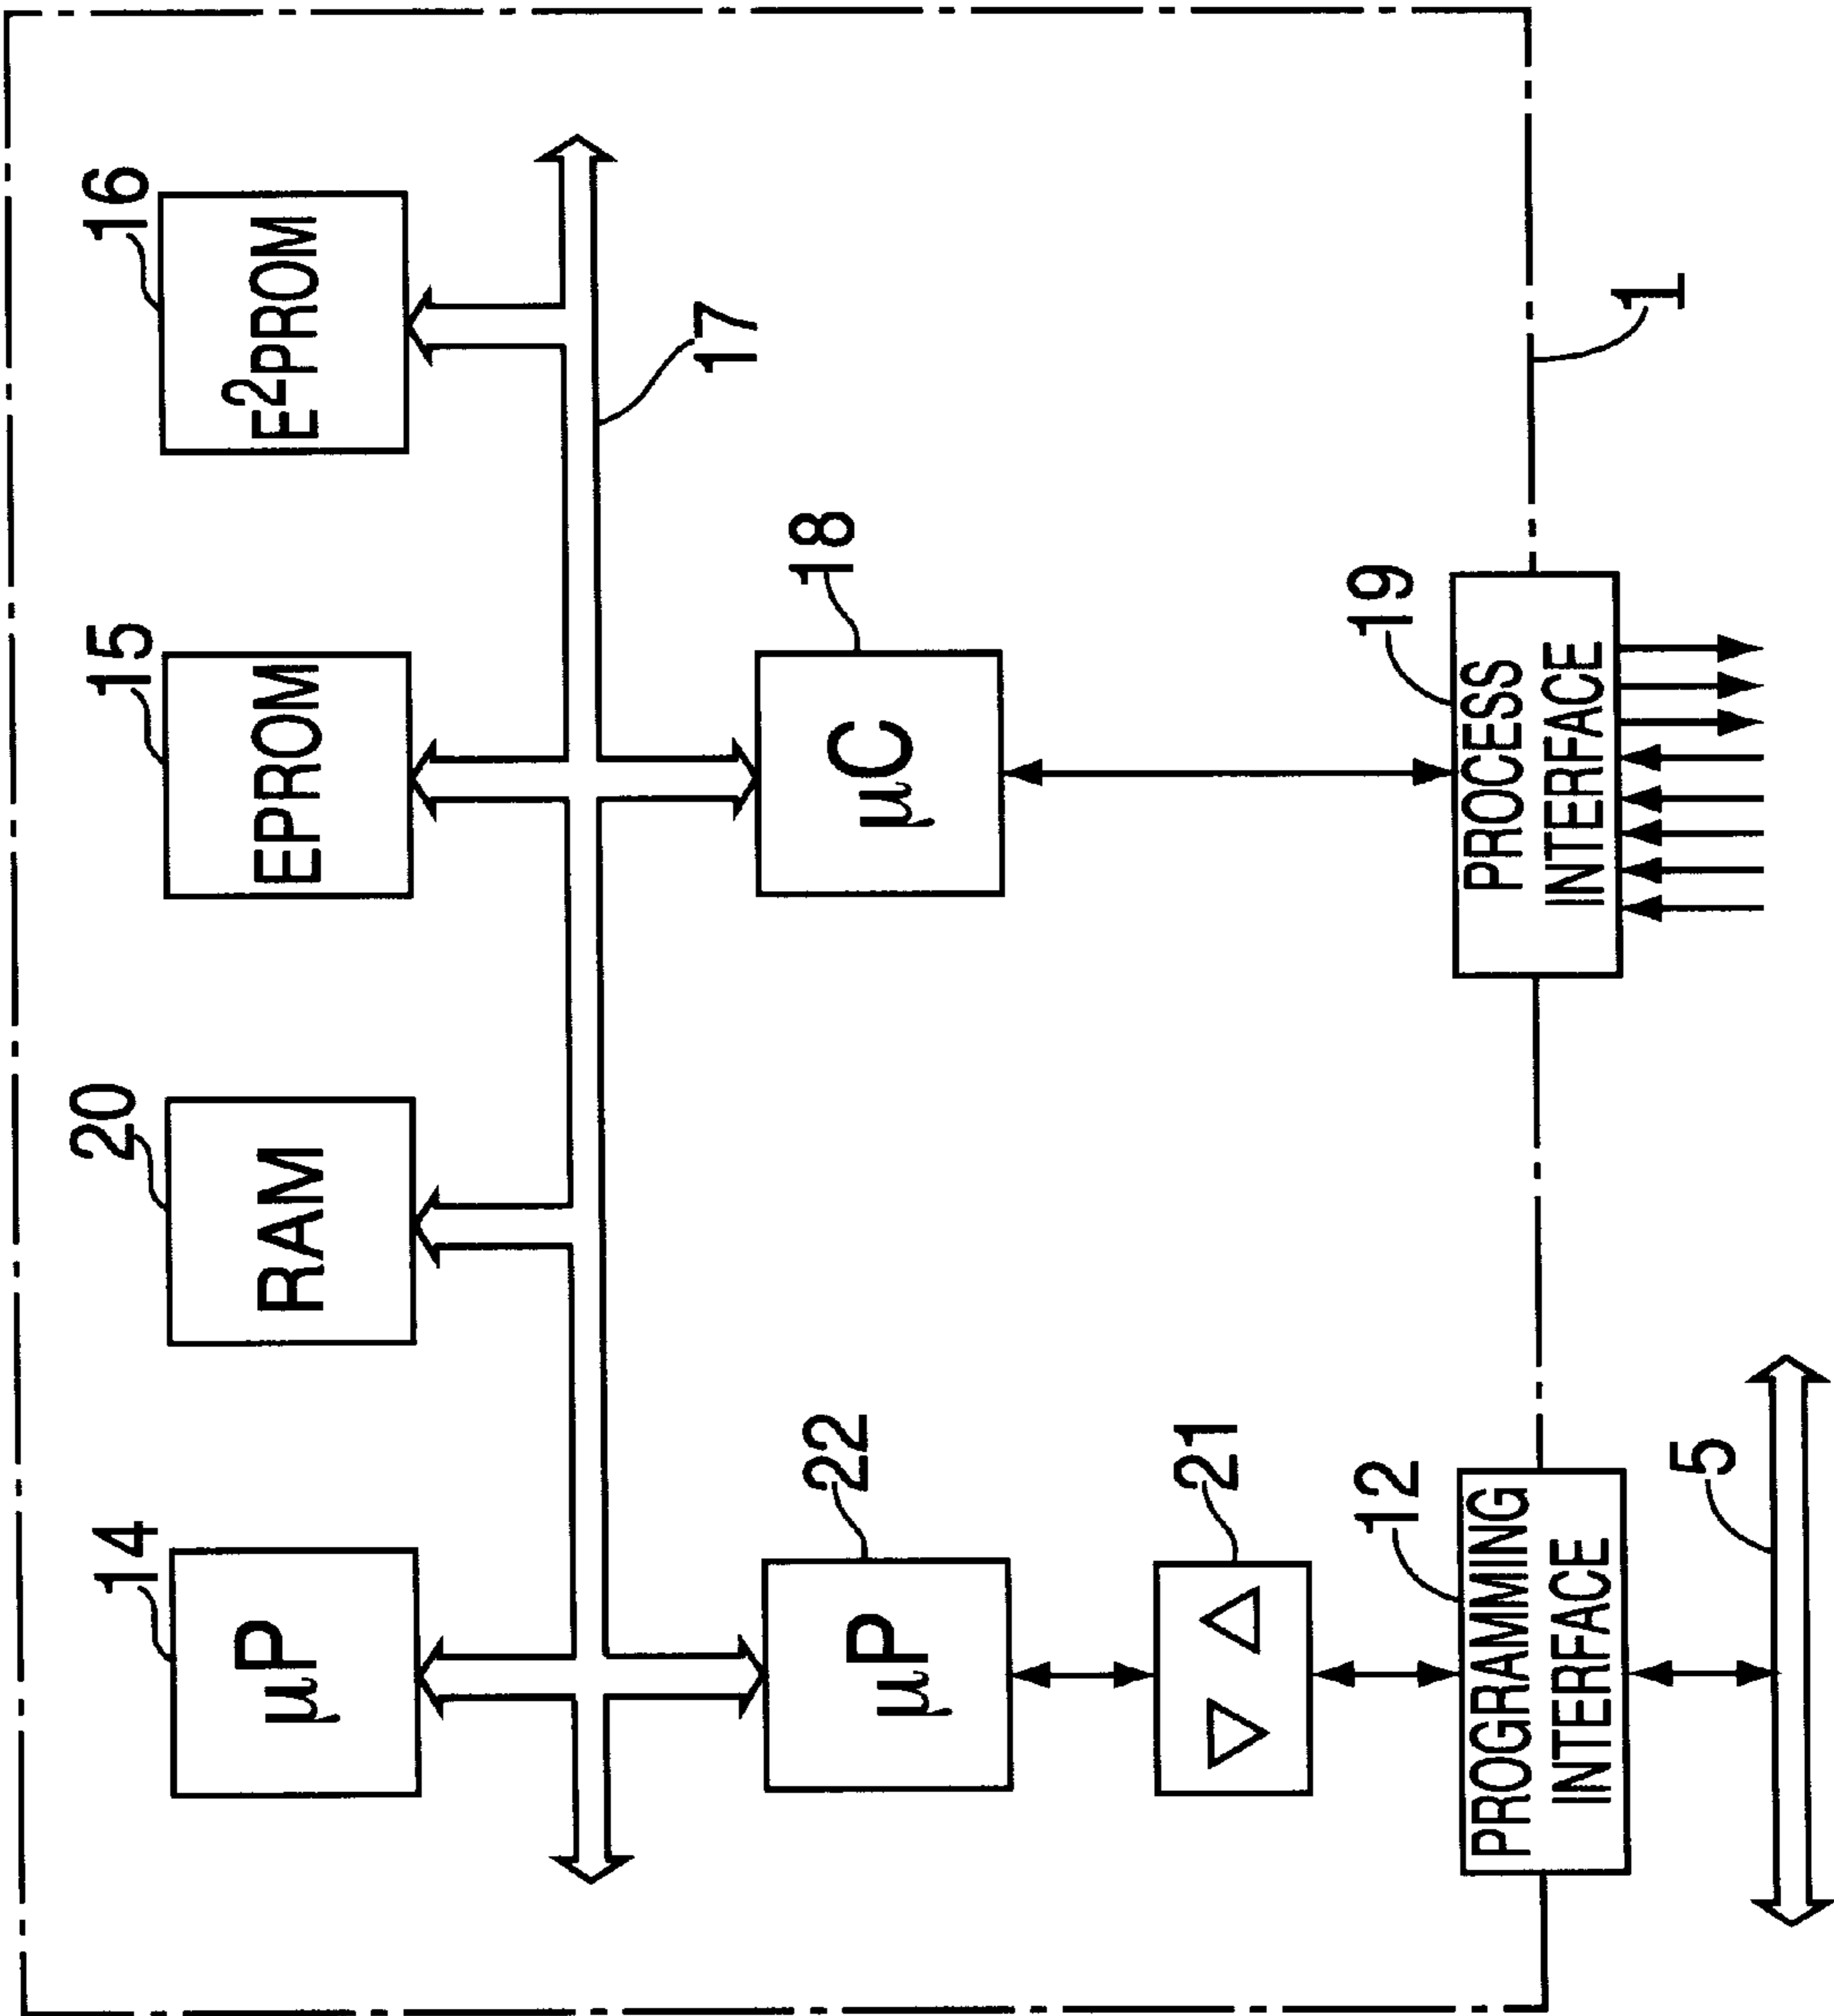 14
µP
20
RAM
15
EPROM
16
E²PROM
17
22
µP
18
µC
21
12
PROGRAMMING
INTERFACE
19
PROCESS
INTERFACE
1
5